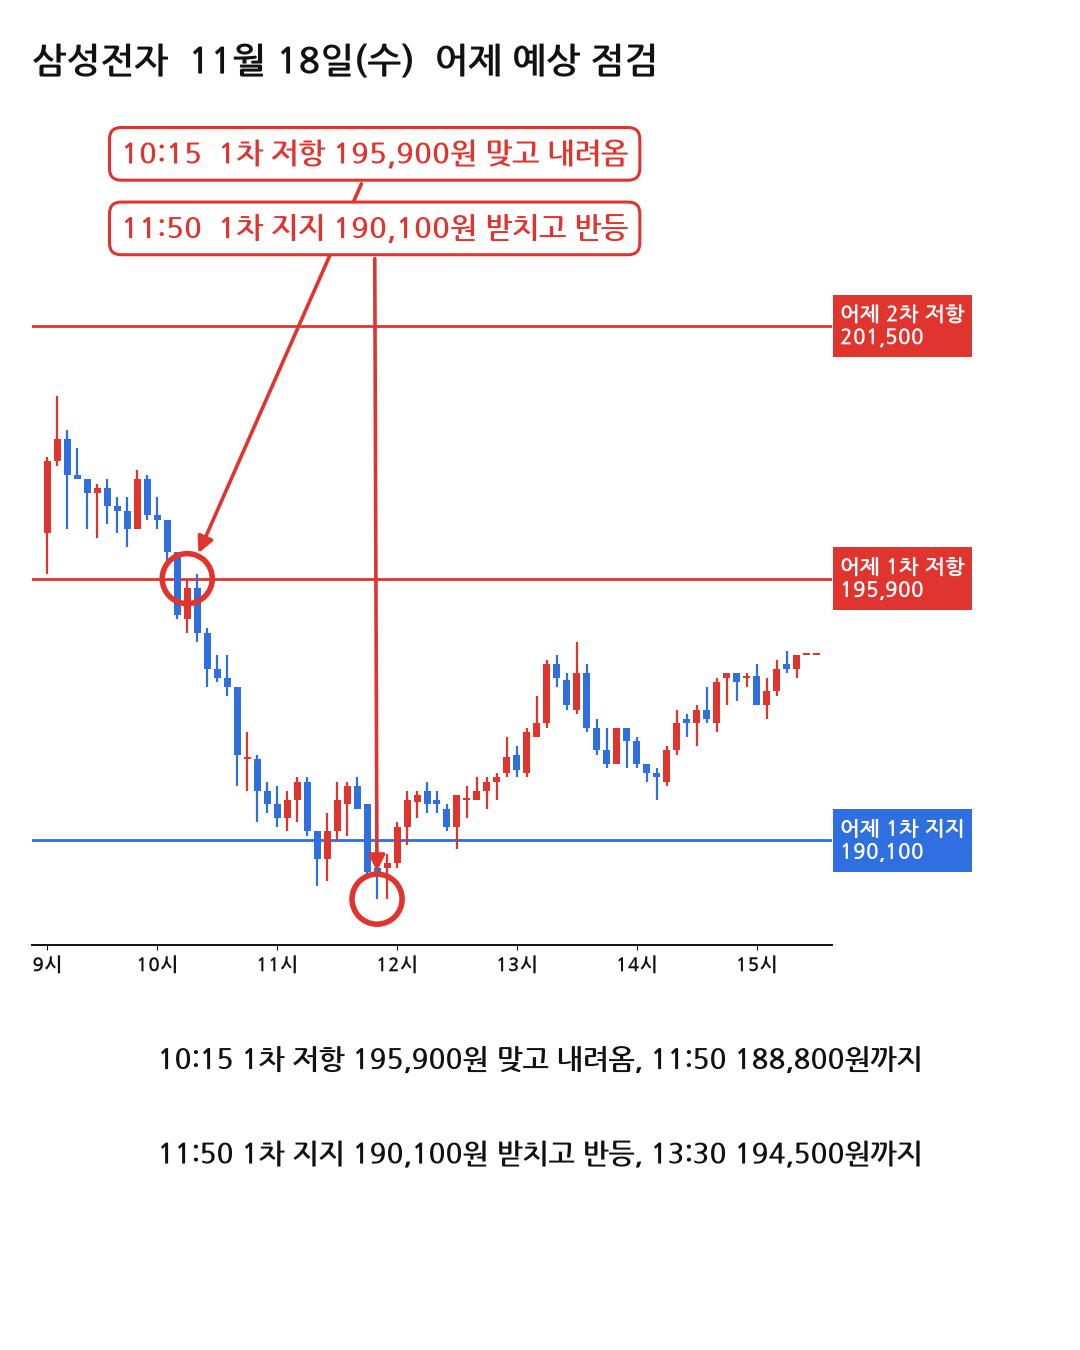 삼성전자 11월 18일(수) 어제 예상 점검
10:15 1차 저항 195,900원 맞고 내려옴
11:50 1차 지지 190,100원 받치고 반등
어제 2차 저항
201,500
어제 1차 저항
195,900
어제 1차 지지
190,100
9시 10시 11시 12시 13시 14시 15시
10:15 1차 저항 195,900원 맞고 내려옴, 11:50 188,800원까지
11:50 1차 지지 190,100원 받치고 반등, 13:30 194,500원까지